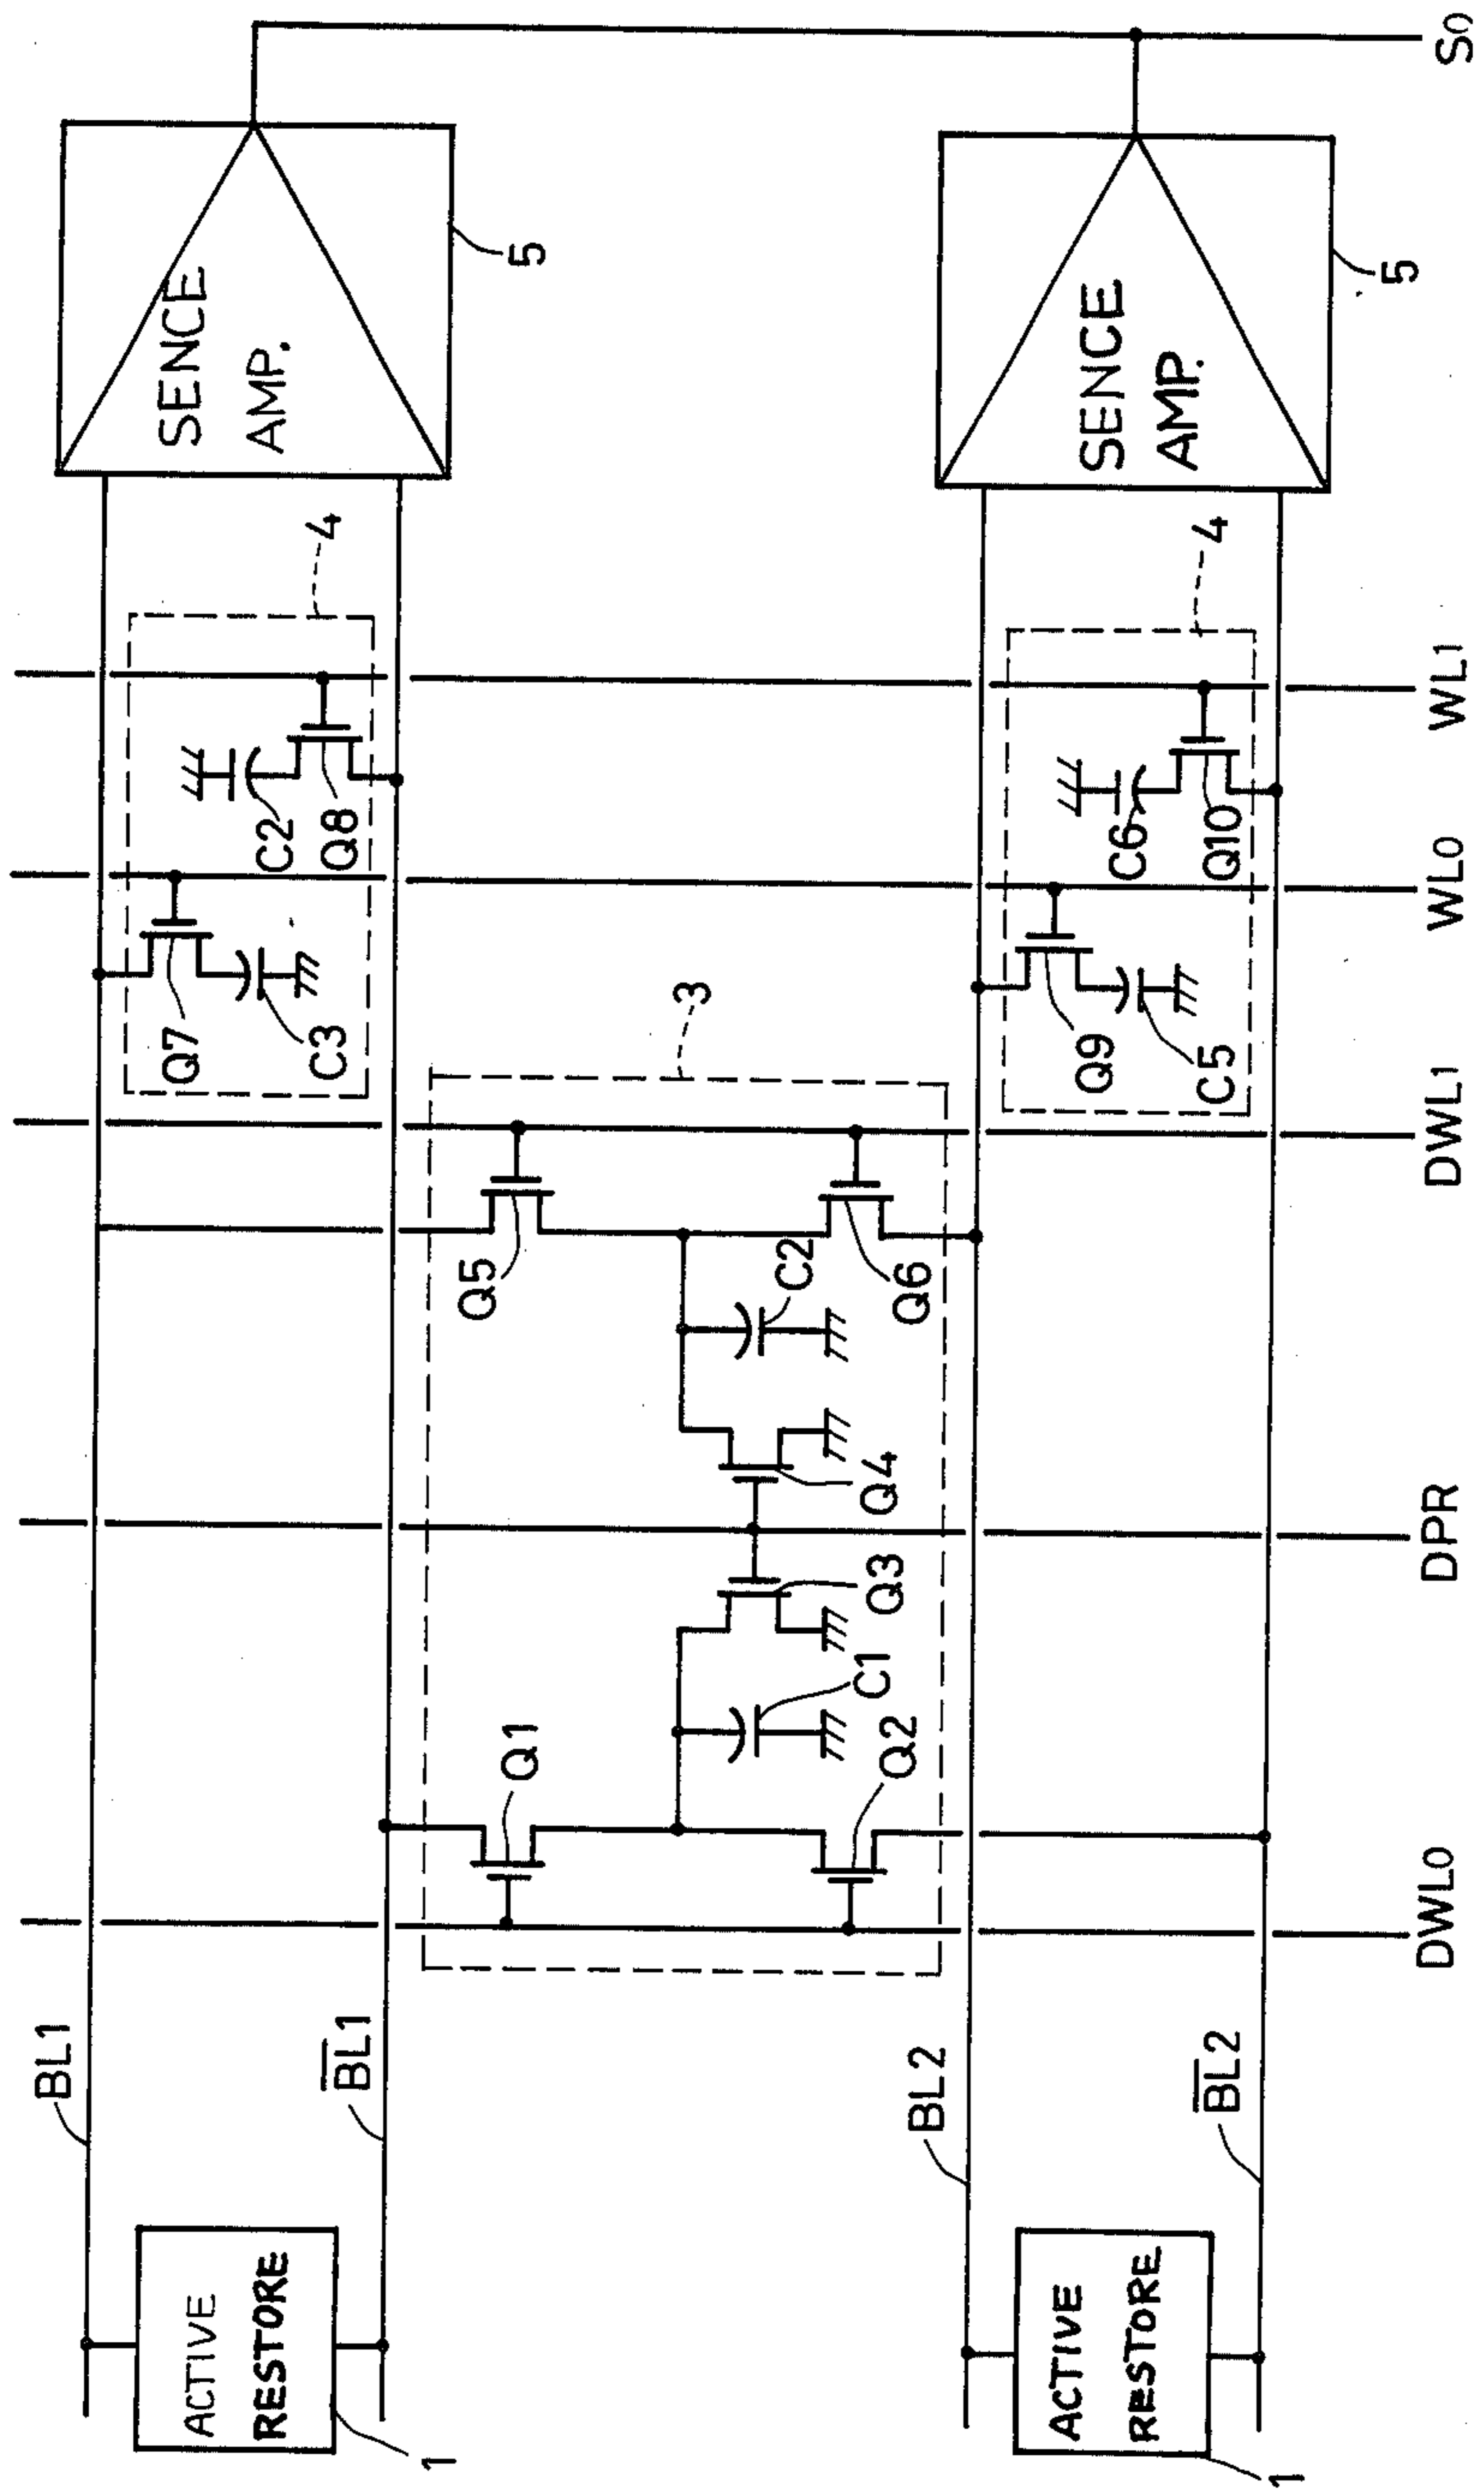 BL1
BL1
ACTIVE
RESTORE
1
DWL0
Q1
Q2
C1
Q3
DPR
Q4
C2
Q5
Q6
3
DWL1
Q7
C3
WL0
C2
Q8
4
WL1
SENCE
AMP.
5
S0
BL2
BL2
ACTIVE
RESTORE
1
Q9
C5
C6
Q10
4
SENCE
AMP.
5